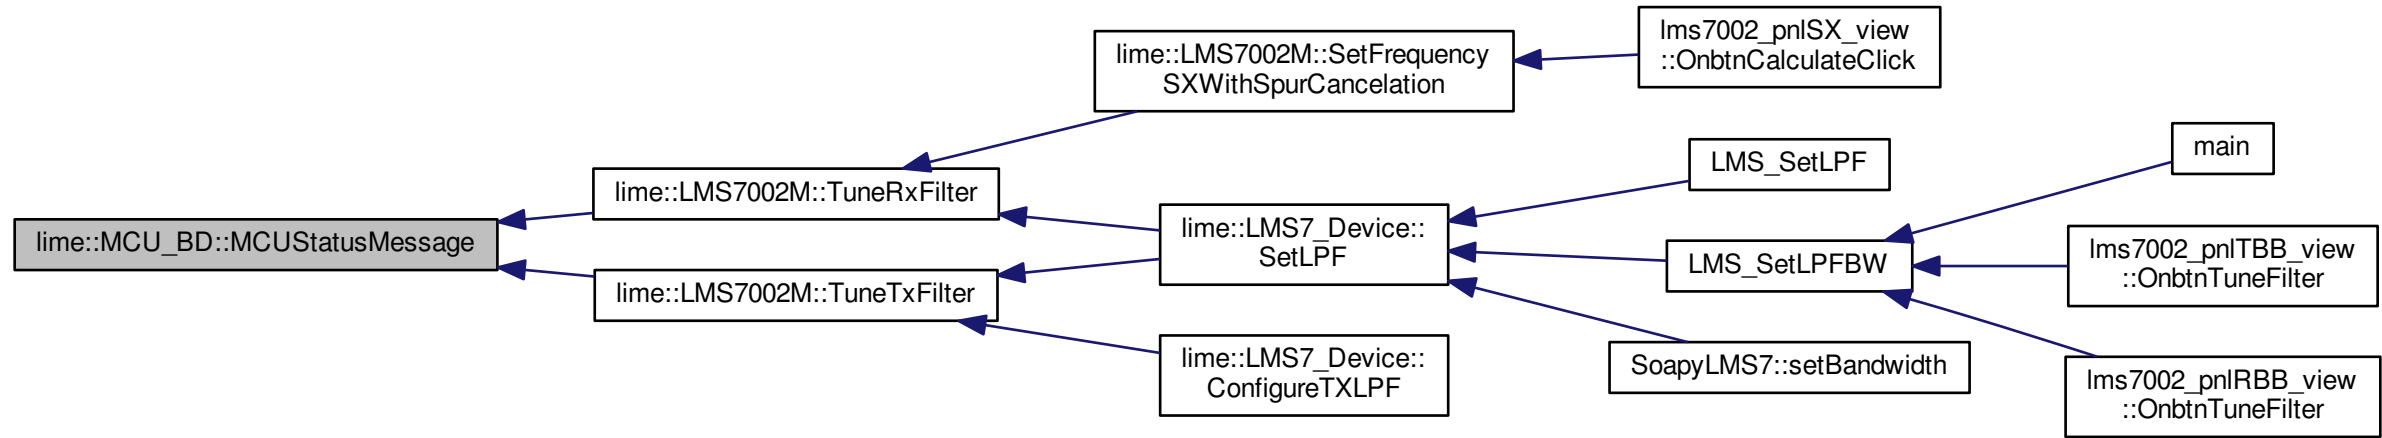 lime::MCU_BD::MCUStatusMessage
lime::LMS7002M::TuneRxFilter
lime::LMS7002M::TuneTxFilter
lime::LMS7002M::SetFrequency
SXWithSpurCancelation
lime::LMS7_Device::
SetLPF
lime::LMS7_Device::
ConfigureTXLPF
lms7002_pnlSX_view
::OnbtnCalculateClick
LMS_SetLPF
LMS_SetLPFBW
SoapyLMS7::setBandwidth
main
lms7002_pnlTBB_view
::OnbtnTuneFilter
lms7002_pnlRBB_view
::OnbtnTuneFilter